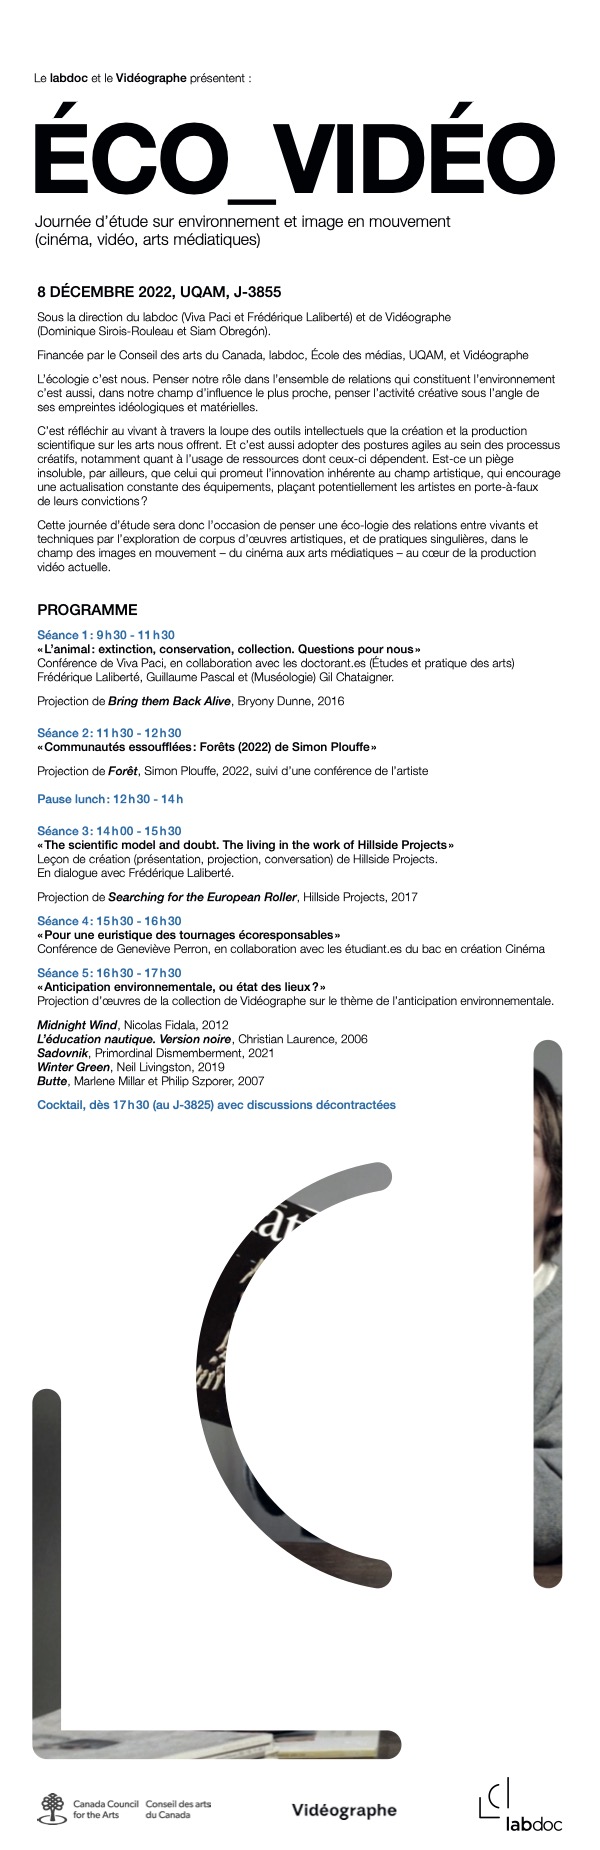 Le labdoc et le Vidéographe présentent :
ÉCO_VIDÉO
Journée d'étude sur environnement et image en mouvement
(cinéma, vidéo, arts médiatiques)
8 DÉCEMBRE 2022, UQAM, J-3855
Sous la direction du labdoc (Viva Paci et Frédérique Laliberté) et de Vidéographe
(Dominique Sirois-Rouleau et Siam Obregón).
Financée par le Conseil des arts du Canada, labdoc, École des médias, UQAM, et Vidéographe
L'écologie c'est nous. Penser notre rôle dans l'ensemble de relations qui constituent l'environnement
c'est aussi, dans notre champ d'influence le plus proche, penser l'activité créative sous l'angle de
ses empreintes idéologiques et matérielles.
C'est réfléchir au vivant à travers la loupe des outils intellectuels que la création et la production
scientifique sur les arts nous offrent. Et c'est aussi adopter des postures agiles au sein des processus
créatifs, notamment quant à l'usage de ressources dont ceux-ci dépendent. Est-ce un piège
insoluble, par ailleurs, que celui qui promeut l'innovation inhérente au champ artistique, qui encourage
une actualisation constante des équipements, plaçant potentiellement les artistes en porte-à-faux
de leurs convictions ?
Cette journée d'étude sera donc l'occasion de penser une éco-logie des relations entre vivants et
techniques par l'exploration de corpus d'œuvres artistiques, et de pratiques singulières, dans le
champ des images en mouvement – du cinéma aux arts médiatiques – au cœur de la production
vidéo actuelle.
PROGRAMME
Séance 1 : 9 h 30 - 11 h 30
« L'animal : extinction, conservation, collection. Questions pour nous »
Conférence de Viva Paci, en collaboration avec les doctorant.es (Études et pratique des arts)
Frédérique Laliberté, Guillaume Pascal et (Muséologie) Gil Chataigner.
Projection de Bring them Back Alive, Bryony Dunne, 2016
Séance 2 : 11 h 30 - 12 h 30
« Communautés essoufflées : Forêts (2022) de Simon Plouffe »
Projection de Forêt, Simon Plouffe, 2022, suivi d'une conférence de l'artiste
Pause lunch : 12 h 30 - 14 h
Séance 3 : 14 h 00 - 15 h 30
« The scientific model and doubt. The living in the work of Hillside Projects »
Leçon de création (présentation, projection, conversation) de Hillside Projects.
En dialogue avec Frédérique Laliberté.
Projection de Searching for the European Roller, Hillside Projects, 2017
Séance 4 : 15 h 30 - 16 h 30
« Pour une euristique des tournages écoresponsables »
Conférence de Geneviève Perron, en collaboration avec les étudiant.es du bac en création Cinéma
Séance 5 : 16 h 30 - 17 h 30
« Anticipation environnementale, ou état des lieux ? »
Projection d'œuvres de la collection de Vidéographe sur le thème de l'anticipation environnementale.
Midnight Wind, Nicolas Fidala, 2012
L'éducation nautique. Version noire, Christian Laurence, 2006
Sadovnik, Primordinal Dismemberment, 2021
Winter Green, Neil Livingston, 2019
Butte, Marlene Millar et Philip Szporer, 2007
Cocktail, dès 17 h 30 (au J-3825) avec discussions décontractées
at
Canada Council Conseil des arts
for the Arts du Canada
Vidéographe
labdoc